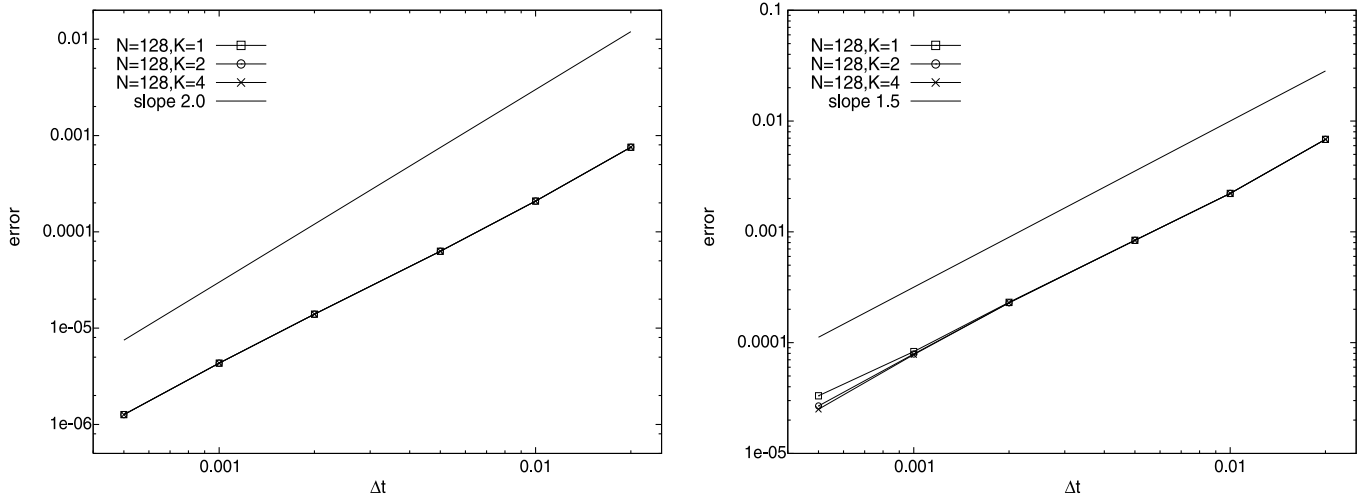 0.01
0.001
0.0001
1e-05
1e-06
error
N=128,K=1
N=128,K=2
N=128,K=4
slope 2.0
0.001
0.01
Δt
0.1
0.01
0.001
0.0001
1e-05
error
N=128,K=1
N=128,K=2
N=128,K=4
slope 1.5
0.001
0.01
Δt